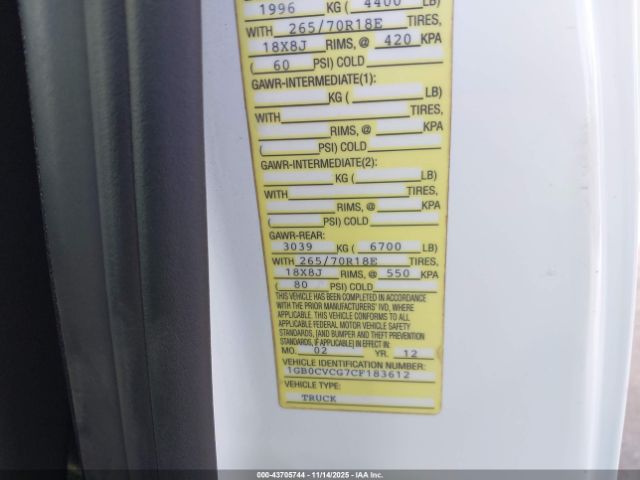 1996 KG ( 4400 LB)
WITH 265/70R18E TIRES,
18X8J RIMS, @ 420 KPA
( 60 PSI) COLD
GAWR-INTERMEDIATE(1):
KG ( LB)
WITH TIRES,
RIMS, @ KPA
( PSI) COLD
GAWR-INTERMEDIATE(2):
KG ( LB)
WITH TIRES,
RIMS, @ KPA
( PSI) COLD
GAWR-REAR:
3039 KG ( 6700 LB)
WITH 265/70R18E TIRES,
18X8J RIMS, @ 550 KPA
( 80 PSI) COLD
THIS VEHICLE HAS BEEN COMPLETED IN ACCORDANCE
WITH THE PRIOR MANUFACTURERS' IVD, WHERE
APPLICABLE. THIS VEHICLE CONFORMS TO ALL
APPLICABLE FEDERAL MOTOR VEHICLE SAFETY
STANDARDS, [AND BUMPER AND THEFT PREVENTION
STANDARDS, IF APPLICABLE] IN EFFECT IN
MO. 02 YR. 12
VEHICLE IDENTIFICATION NUMBER:
1GB0CVCG7CF183612
VEHICLE TYPE:
TRUCK
000-43705744 - 11/14/2025 - IAA Inc.